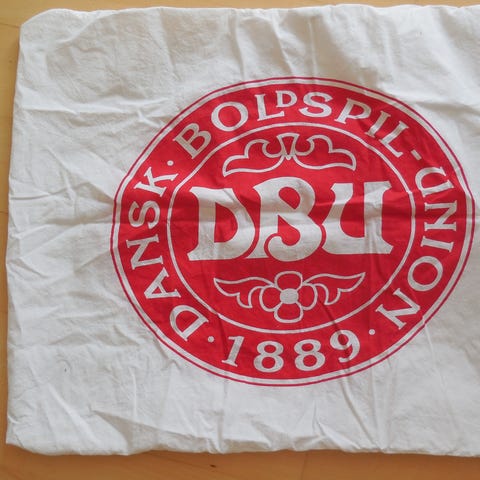 DANSK · BOLDSPIL-UNION
DBU
· 1889 ·